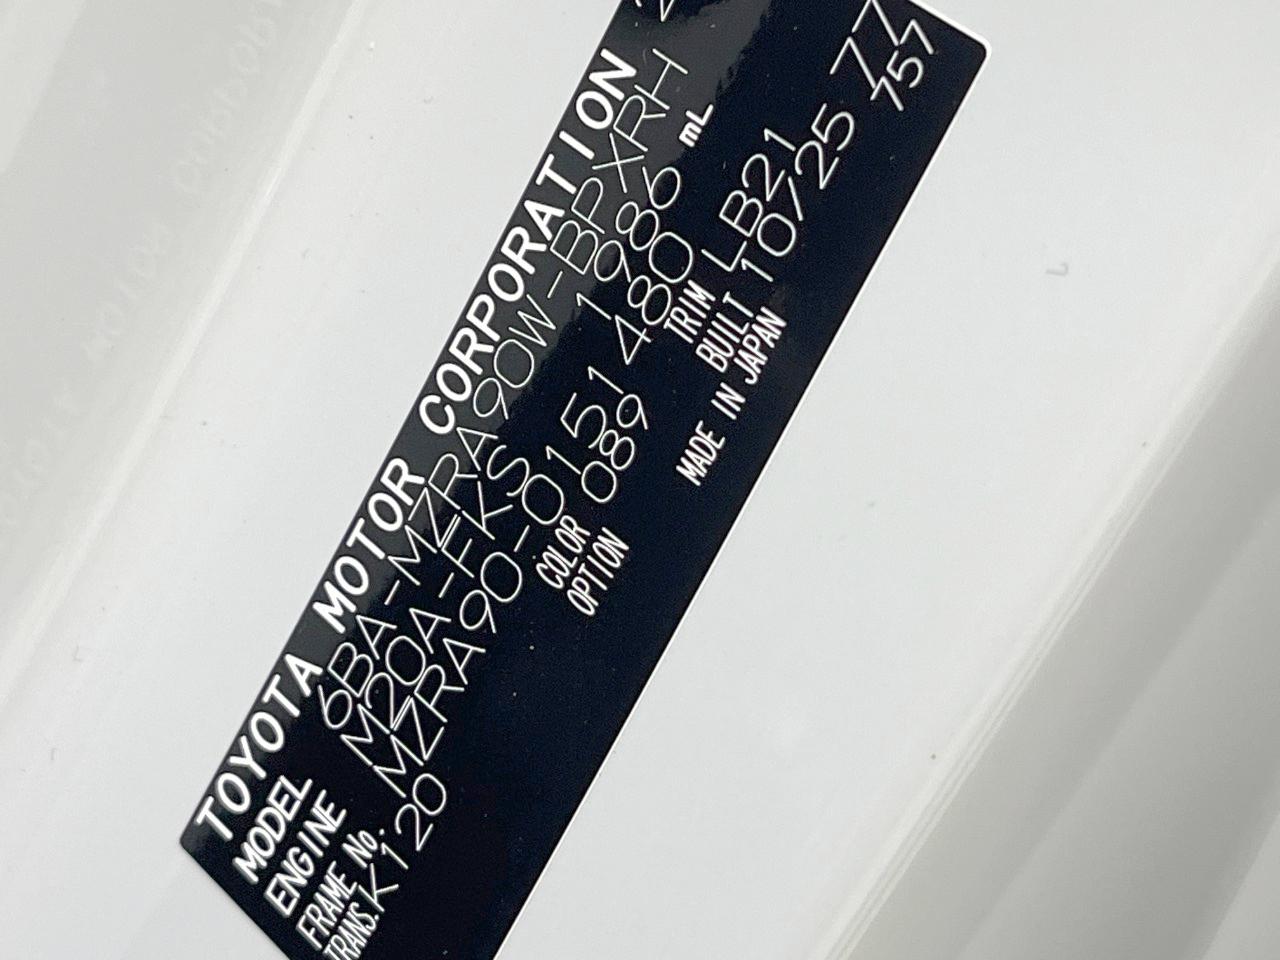 TOYOTA MOTOR CORPORATION
MODEL 6BA-MZRA90W-BPXRH
ENGINE M20A-FKS 1986 mL
FRAME No. MZRA90-0151480
TRANS. K120 COLOR 089 TRIM LB21 77
OPTION BUILT 10/25 757
MADE IN JAPAN